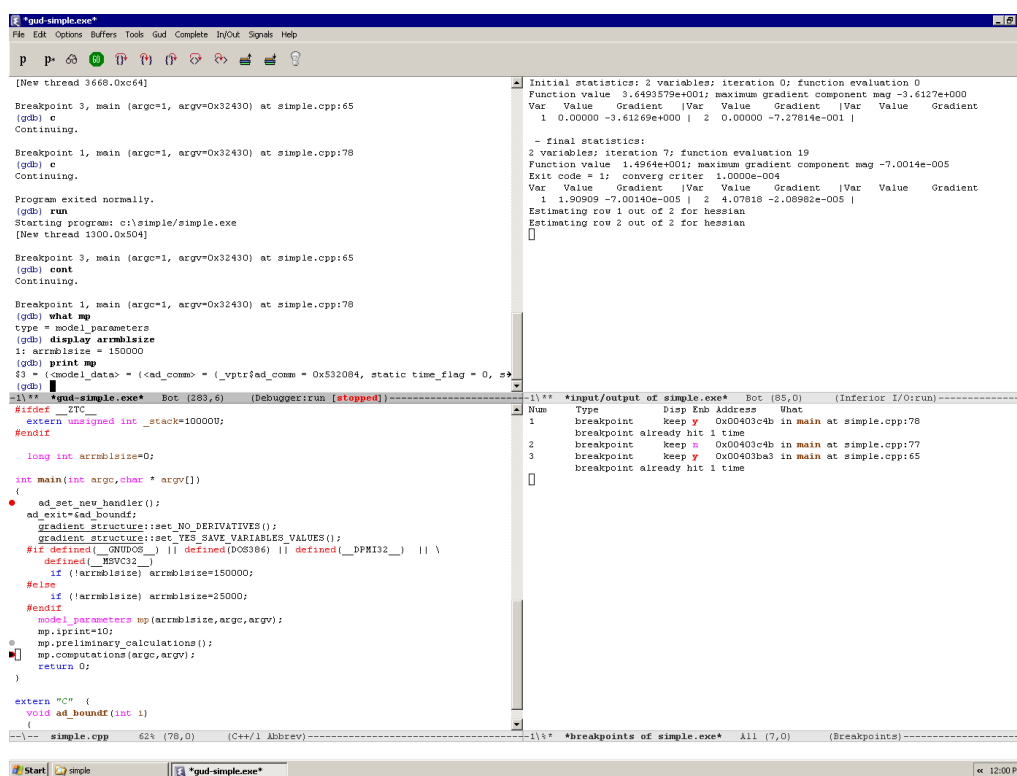 *gud-simple.exe*
File Edit Options Buffers Tools Gud Complete In/Out Signals Help
p p* GO
[New thread 3668.0xc64]
Breakpoint 3, main (argc=1, argv=0x32430) at simple.cpp:65
(gdb) c
Continuing.
Breakpoint 1, main (argc=1, argv=0x32430) at simple.cpp:78
(gdb) c
Continuing.
Program exited normally.
(gdb) run
Starting program: c:\simple/simple.exe
[New thread 1300.0x504]
Breakpoint 3, main (argc=1, argv=0x32430) at simple.cpp:65
(gdb) cont
Continuing.
Breakpoint 1, main (argc=1, argv=0x32430) at simple.cpp:78
(gdb) what mp
type = model_parameters
(gdb) display arrmblsize
1: arrmblsize = 150000
(gdb) print mp
$3 = {<model_data> = {<ad_comm> = {_vptr$ad_comm = 0x532084, static time_flag = 0, s
(gdb)
-1\** *gud-simple.exe* Bot (283,6) (Debugger:run [stopped])----------------
Initial statistics: 2 variables; iteration 0; function evaluation 0
Function value 3.6493579e+001; maximum gradient component mag -3.6127e+000
Var Value Gradient |Var Value Gradient |Var Value Gradient
1 0.00000 -3.61269e+000 | 2 0.00000 -7.27814e-001 |
- final statistics:
2 variables; iteration 7; function evaluation 19
Function value 1.4964e+001; maximum gradient component mag -7.0014e-005
Exit code = 1; converg criter 1.0000e-004
Var Value Gradient |Var Value Gradient |Var Value Gradient
1 1.90909 -7.00140e-005 | 2 4.07818 -2.08982e-005 |
Estimating row 1 out of 2 for hessian
Estimating row 2 out of 2 for hessian
-1\** *input/output of simple.exe* Bot (85,0) (Inferior I/O:run)-------------
#ifdef __ZTC__
extern unsigned int _stack=10000U;
#endif
long int arrmblsize=0;
int main(int argc,char * argv[])
{
ad_set_new_handler();
ad_exit=&ad_boundf;
gradient_structure::set_NO_DERIVATIVES();
gradient_structure::set_YES_SAVE_VARIABLES_VALUES();
#if defined(__GNUDOS__) || defined(DOS386) || defined(__DPMI32__) || \
defined(__MSVC32__)
if (!arrmblsize) arrmblsize=150000;
#else
if (!arrmblsize) arrmblsize=25000;
#endif
model_parameters mp(arrmblsize,argc,argv);
mp.iprint=10;
mp.preliminary_calculations();
mp.computations(argc,argv);
return 0;
}
extern "C" {
void ad_boundf(int i)
{
--\-- simple.cpp 62% (78,0) (C++/l Abbrev)----------------------------
Num Type Disp Enb Address What
1 breakpoint keep y 0x00403c4b in main at simple.cpp:78
breakpoint already hit 1 time
2 breakpoint keep n 0x00403c4b in main at simple.cpp:77
3 breakpoint keep y 0x00403ba3 in main at simple.cpp:65
breakpoint already hit 1 time
-1\%* *breakpoints of simple.exe* All (7,0) (Breakpoints)----------------
Start simple *gud-simple.exe* « 12:00 P